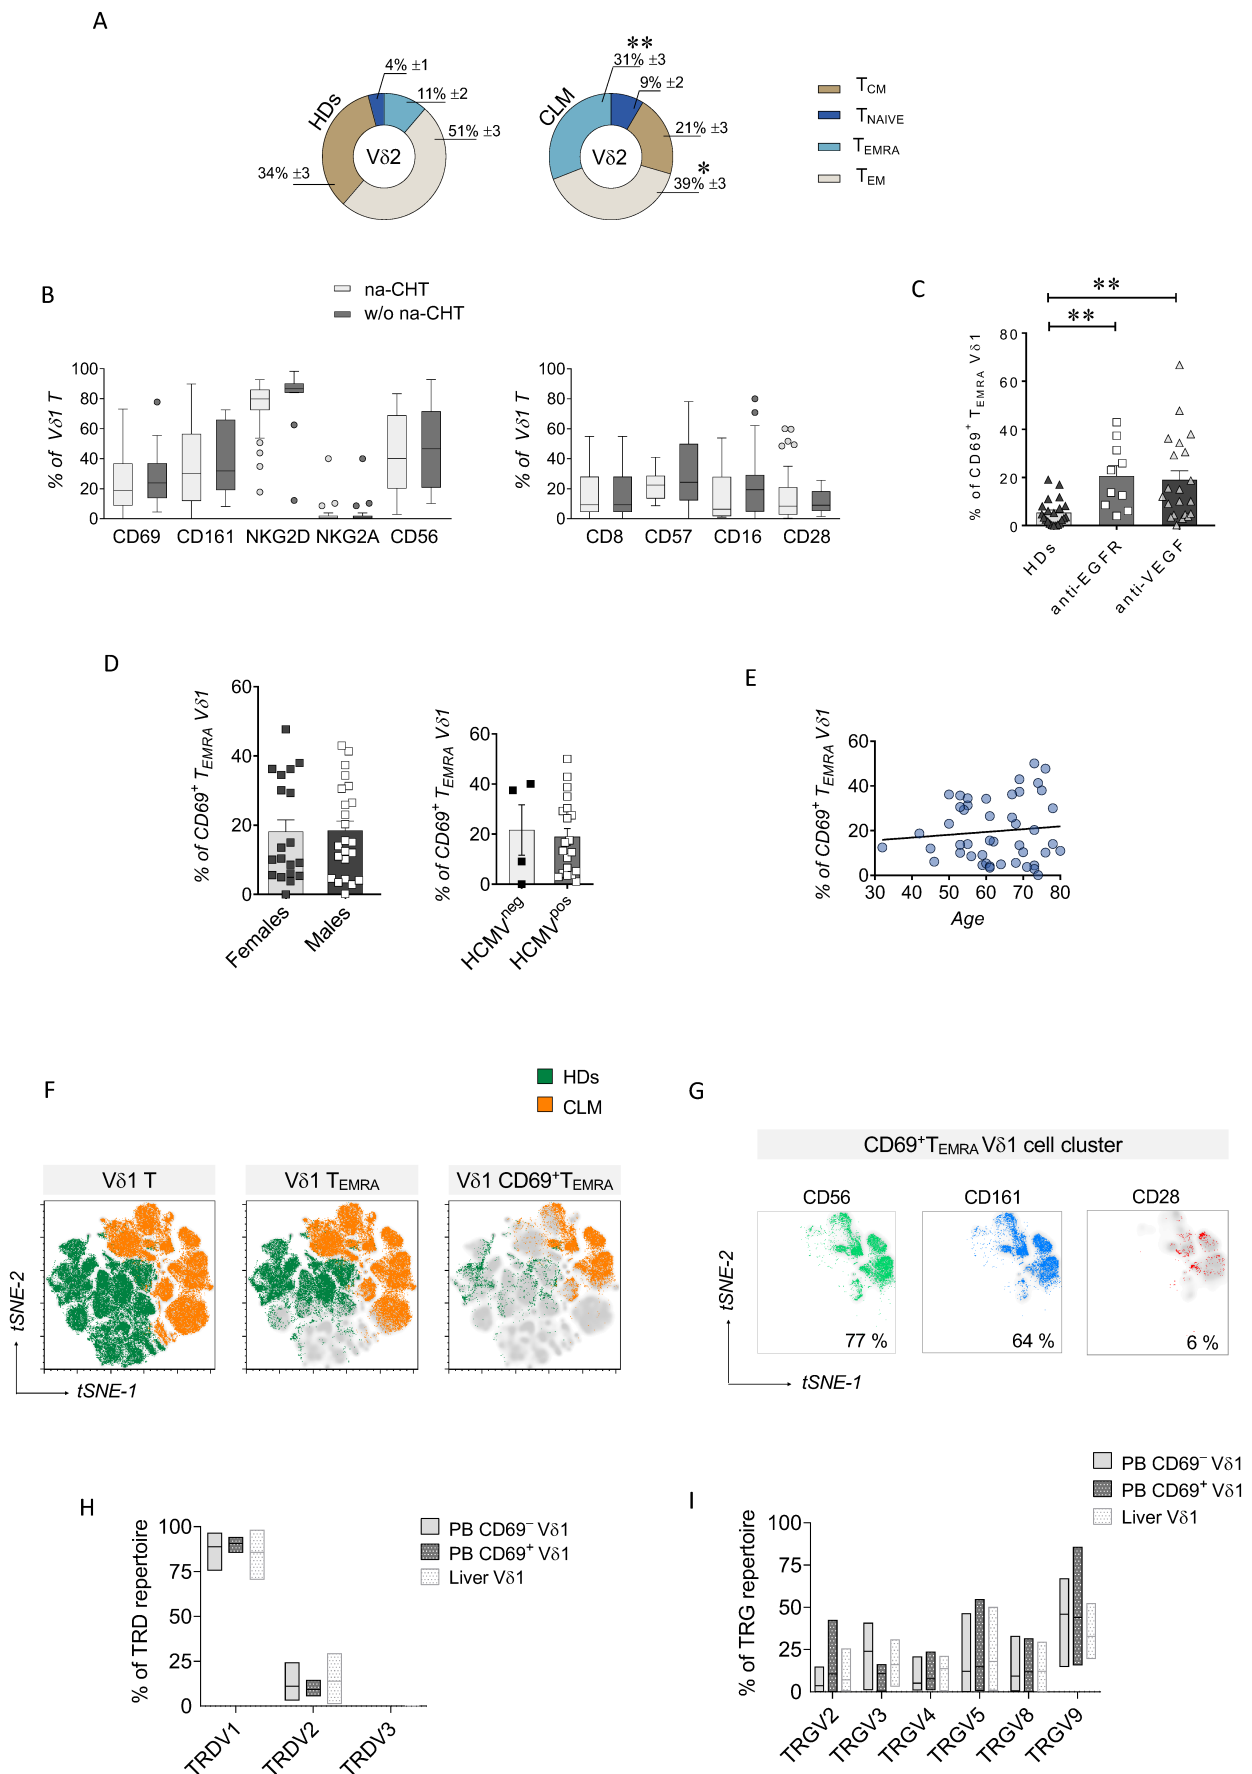 A
HDs
4% ±1
11% ±2
51% ±3
34% ±3
Vδ2
CLM
**
31% ±3
9% ±2
21% ±3
*
39% ±3
Vδ2
TCM
TNAIVE
TEMRA
TEM
B
na-CHT
w/o na-CHT
% of Vδ1 T
100
80
60
40
20
0
CD69 CD161 NKG2D NKG2A CD56
% of Vδ1 T
100
80
60
40
20
0
CD8 CD57 CD16 CD28
C
**
**
% of CD69+ TEMRA Vδ1
80
60
40
20
0
HDs
anti-EGFR
anti-VEGF
D
% of CD69+ TEMRA Vδ1
60
40
20
0
Females
Males
% of CD69+ TEMRA Vδ1
60
40
20
0
HCMVneg
HCMVpos
E
% of CD69+ TEMRA Vδ1
60
40
20
0
30 40 50 60 70 80
Age
F
HDs
CLM
Vδ1 T
Vδ1 TEMRA
Vδ1 CD69+TEMRA
tSNE-2
tSNE-1
G
CD69+TEMRA Vδ1 cell cluster
CD56
CD161
CD28
77 %
64 %
6 %
tSNE-2
tSNE-1
H
% of TRD repertoire
100
75
50
25
0
TRDV1
TRDV2
TRDV3
PB CD69− Vδ1
PB CD69+ Vδ1
Liver Vδ1
I
PB CD69− Vδ1
PB CD69+ Vδ1
Liver Vδ1
% of TRG repertoire
100
75
50
25
0
TRGV2
TRGV3
TRGV4
TRGV5
TRGV8
TRGV9